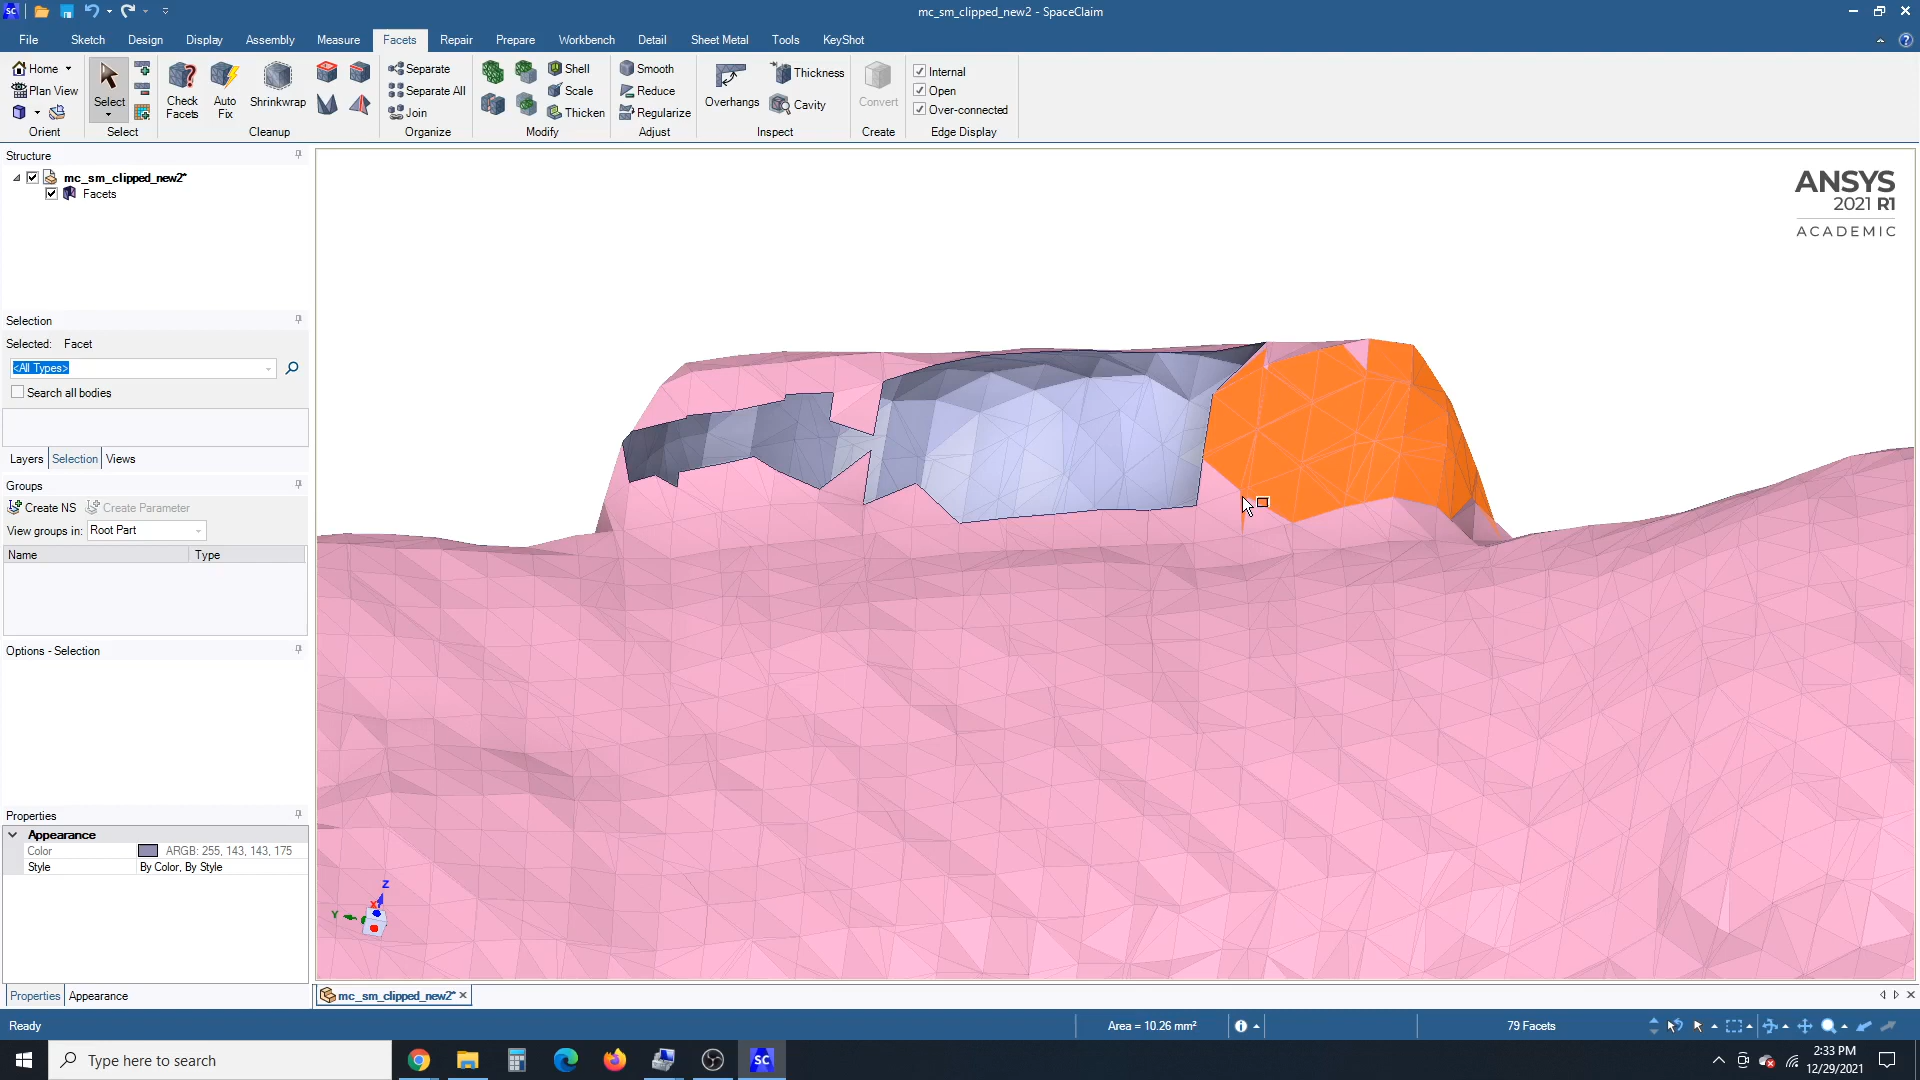 SC
mc_sm_clipped_new2 - SpaceClaim
File Sketch Design Display Assembly Measure Facets Repair Prepare Workbench Detail Sheet Metal Tools KeyShot
Home
Plan View
Orient
Select
Select
Check Facets
Auto Fix
Shrinkwrap
Cleanup
Separate
Separate All
Join
Organize
Shell
Scale
Thicken
Modify
Smooth
Reduce
Regularize
Adjust
Overhangs
Thickness
Cavity
Inspect
Convert
Create
Internal
Open
Over-connected
Edge Display
Structure
mc_sm_clipped_new2*
Facets
ANSYS
2021 R1
ACADEMIC
Selection
Selected: Facet
<All Types>
Search all bodies
Layers Selection Views
Groups
Create NS Create Parameter
View groups in: Root Part
Name Type
Options - Selection
Properties
Appearance
Color ARGB: 255, 143, 143, 175
Style By Color, By Style
Z
X
Y
Properties Appearance
mc_sm_clipped_new2*
Ready
Area = 10.26 mm²
79 Facets
Type here to search
SC
2:33 PM
12/29/2021